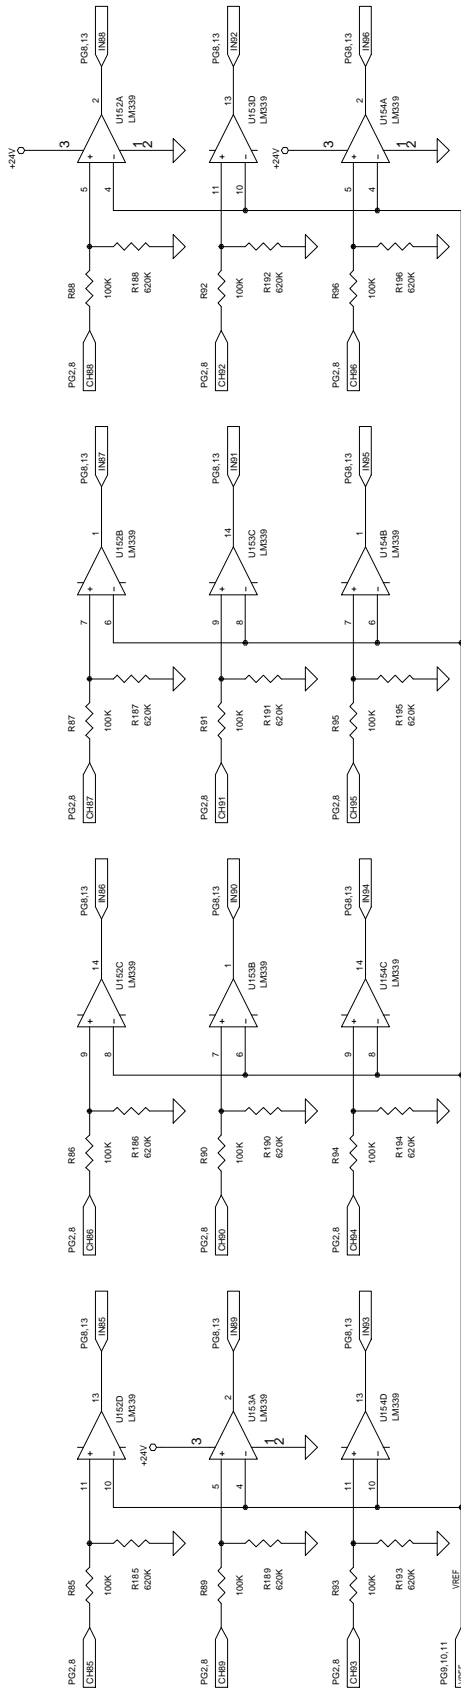 PG2,8
CH85
R85
100K
R185
620K
11
10
+
-
13
U152D
LM339
PG8,13
IN85
PG2,8
CH86
R86
100K
R186
620K
9
8
+
-
14
U152C
LM339
PG8,13
IN86
PG2,8
CH87
R87
100K
R187
620K
7
6
+
-
1
U152B
LM339
PG8,13
IN87
PG2,8
CH88
R88
100K
R188
620K
+24V
3
5
4
+
-
12
2
U152A
LM339
PG8,13
IN88
PG2,8
CH89
R89
100K
R189
620K
+24V
3
5
4
+
-
12
2
U153A
LM339
PG8,13
IN89
PG2,8
CH90
R90
100K
R190
620K
7
6
+
-
1
U153B
LM339
PG8,13
IN90
PG2,8
CH91
R91
100K
R191
620K
9
8
+
-
14
U153C
LM339
PG8,13
IN91
PG2,8
CH92
R92
100K
R192
620K
11
10
+
-
13
U153D
LM339
PG8,13
IN92
PG2,8
CH93
R93
100K
R193
620K
11
10
+
-
13
U154D
LM339
PG8,13
IN93
PG2,8
CH94
R94
100K
R194
620K
9
8
+
-
14
U154C
LM339
PG8,13
IN94
PG2,8
CH95
R95
100K
R195
620K
7
6
+
-
1
U154B
LM339
PG8,13
IN95
PG2,8
CH96
R96
100K
R196
620K
+24V
3
5
4
+
-
12
2
U154A
LM339
PG8,13
IN96
PG9,10,11
VREF
VREF